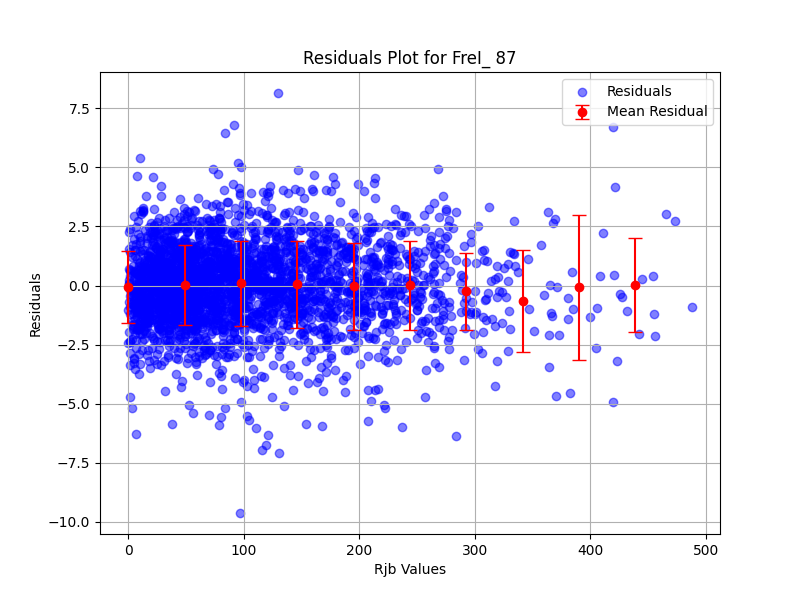 Residuals Plot for FreI_ 87
Residuals
Mean Residual
7.5
5.0
2.5
0.0
−2.5
−5.0
−7.5
−10.0
Residuals
0 100 200 300 400 500
Rjb Values